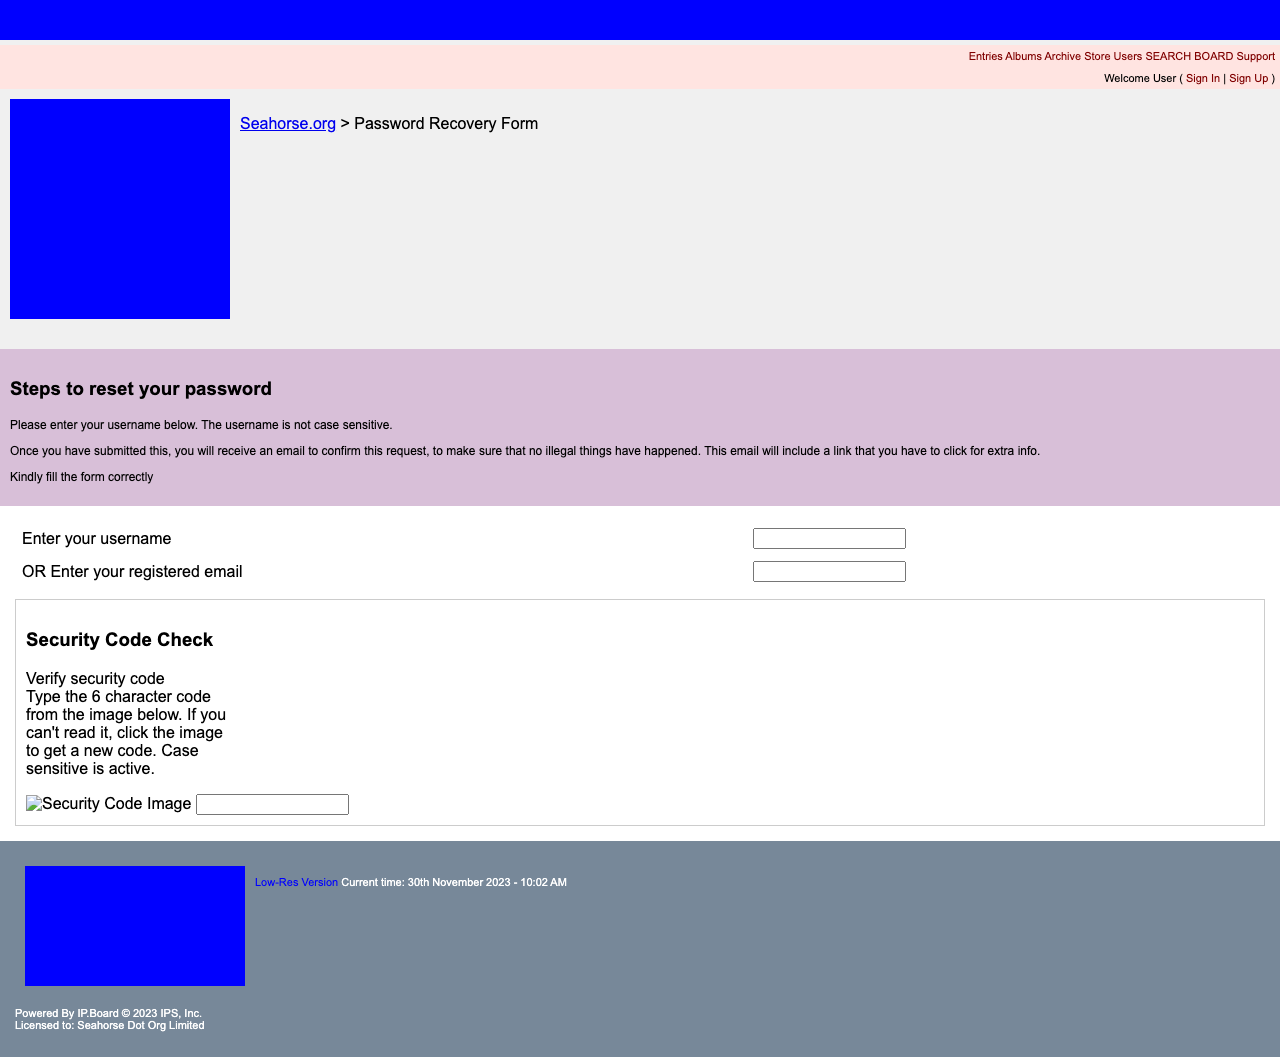 Entries Albums Archive Store Users SEARCH BOARD Support
Welcome User ( Sign In | Sign Up )
Seahorse.org > Password Recovery Form
Steps to reset your password
Please enter your username below. The username is not case sensitive.
Once you have submitted this, you will receive an email to confirm this request, to make sure that no illegal things have happened. This email will include a link that you have to click for extra info.
Kindly fill the form correctly
Enter your username
OR Enter your registered email
Security Code Check
Verify security code
Type the 6 character code
from the image below. If you
can't read it, click the image
to get a new code. Case
sensitive is active.
Security Code Image
Low-Res Version Current time: 30th November 2023 - 10:02 AM
Powered By IP.Board © 2023 IPS, Inc.
Licensed to: Seahorse Dot Org Limited